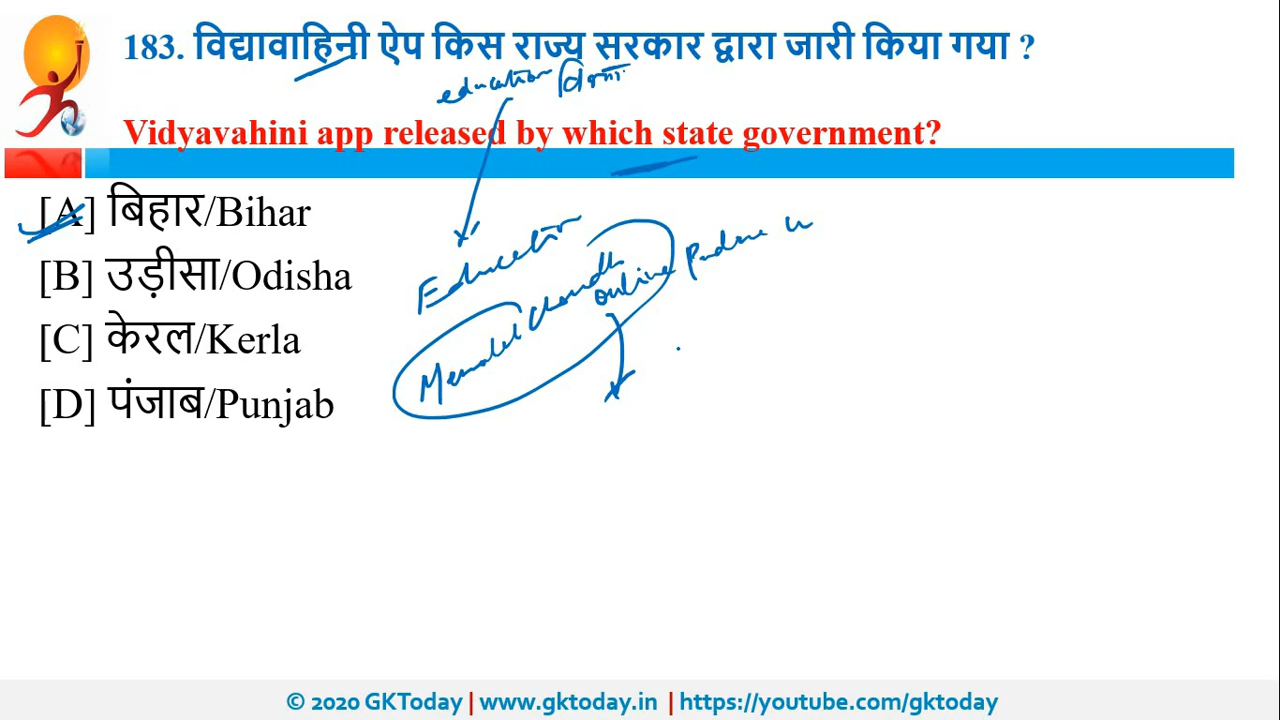 183. विद्यावाहिनी ऐप किस राज्य सरकार द्वारा जारी किया गया ?
education
Vidyavahini app released by which state government?
[A] बिहार/Bihar
[B] उड़ीसा/Odisha
[C] केरल/Kerla
[D] पंजाब/Punjab
Education
online
© 2020 GKToday | www.gktoday.in | https://youtube.com/gktoday